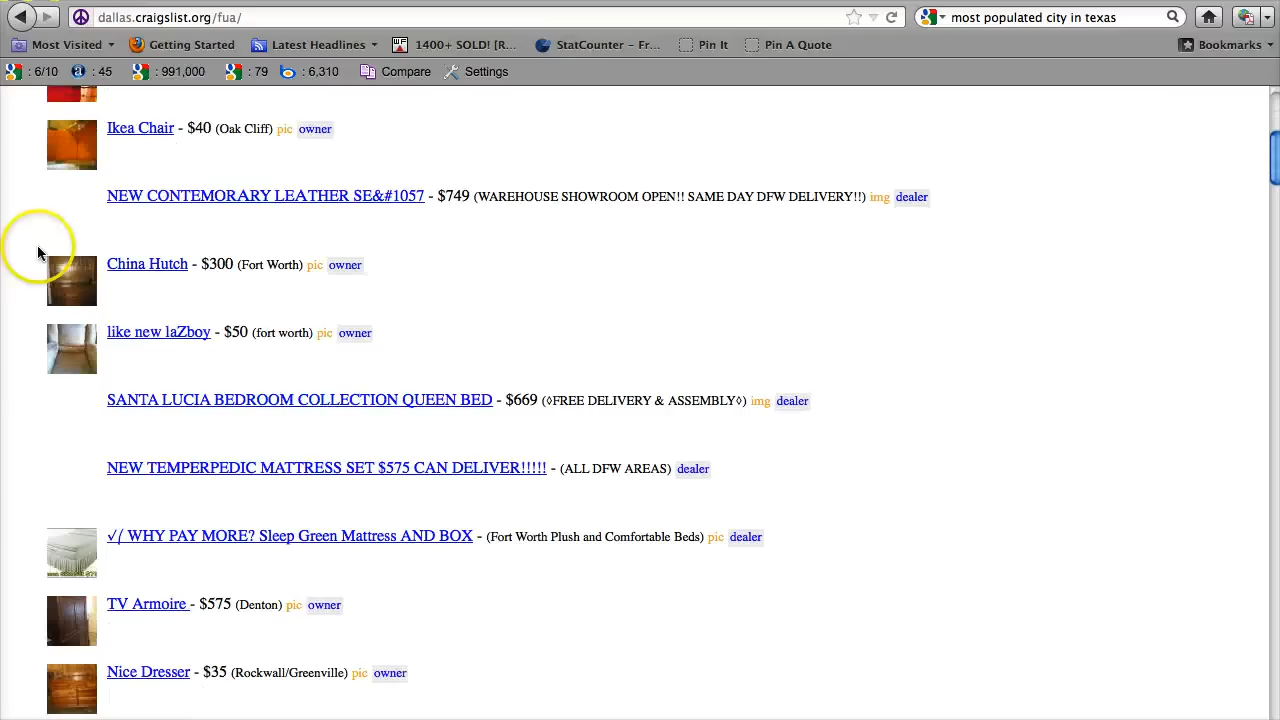 dallas.craigslist.org/fua/
most populated city in texas
Most Visited Getting Started Latest Headlines 1400+ SOLD! [R... StatCounter – Fr... Pin It Pin A Quote Bookmarks
: 6/10 : 45 : 991,000 : 79 : 6,310 Compare Settings
Ikea Chair - $40 (Oak Cliff) pic owner
NEW CONTEMORARY LEATHER SE&#1057 - $749 (WAREHOUSE SHOWROOM OPEN!! SAME DAY DFW DELIVERY!!) img dealer
China Hutch - $300 (Fort Worth) pic owner
like new laZboy - $50 (fort worth) pic owner
SANTA LUCIA BEDROOM COLLECTION QUEEN BED - $669 (◊FREE DELIVERY & ASSEMBLY◊) img dealer
NEW TEMPERPEDIC MATTRESS SET $575 CAN DELIVER!!!!! - (ALL DFW AREAS) dealer
√⎛ WHY PAY MORE? Sleep Green Mattress AND BOX - (Fort Worth Plush and Comfortable Beds) pic dealer
TV Armoire - $575 (Denton) pic owner
Nice Dresser - $35 (Rockwall/Greenville) pic owner